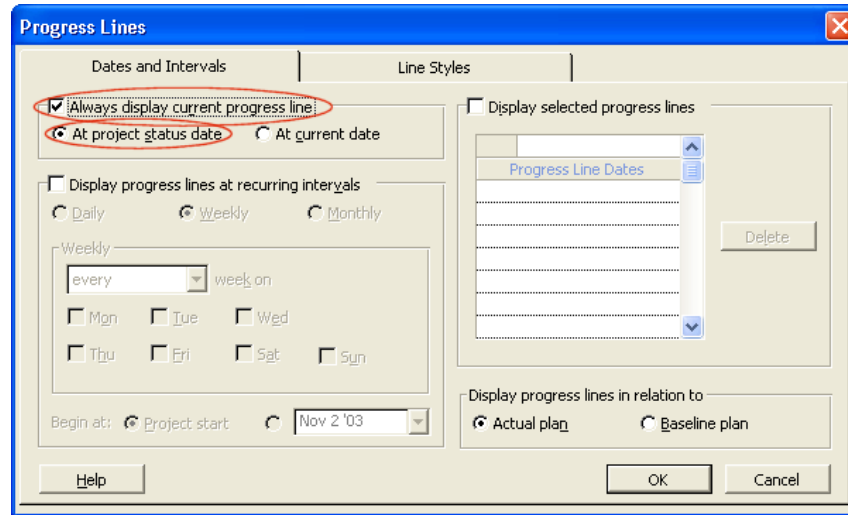 Progress Lines
Dates and Intervals
Line Styles
Always display current progress line
At project status date
At current date
Display progress lines at recurring intervals
Daily
Weekly
Monthly
Weekly
every
week on
Mon
Tue
Wed
Thu
Fri
Sat
Sun
Begin at:
Project start
Nov 2 '03
Display selected progress lines
Progress Line Dates
Delete
Display progress lines in relation to
Actual plan
Baseline plan
Help
OK
Cancel